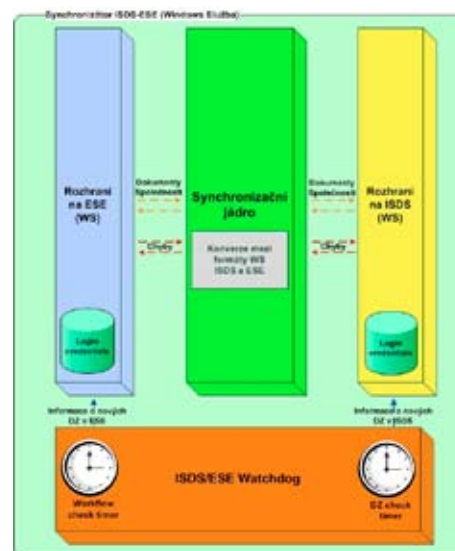 Synchronizátor ISDS-ESE (Windows Služba)
Rozhraní
na ESE
(WS)
Dokumenty
Společnosti
Chyby
Synchronizační
jádro
Konverze mezi
formáty WS
ISDS a ESE
Dokumenty
Společnosti
Chyby
Rozhraní
na ISDS
(WS)
Login
credentials
Login
credentials
Informace o nových
DZ v ESE
Informace o nových
DZ v ISDS
ISDS/ESE Watchdog
Workflow
check timer
DZ check
timer